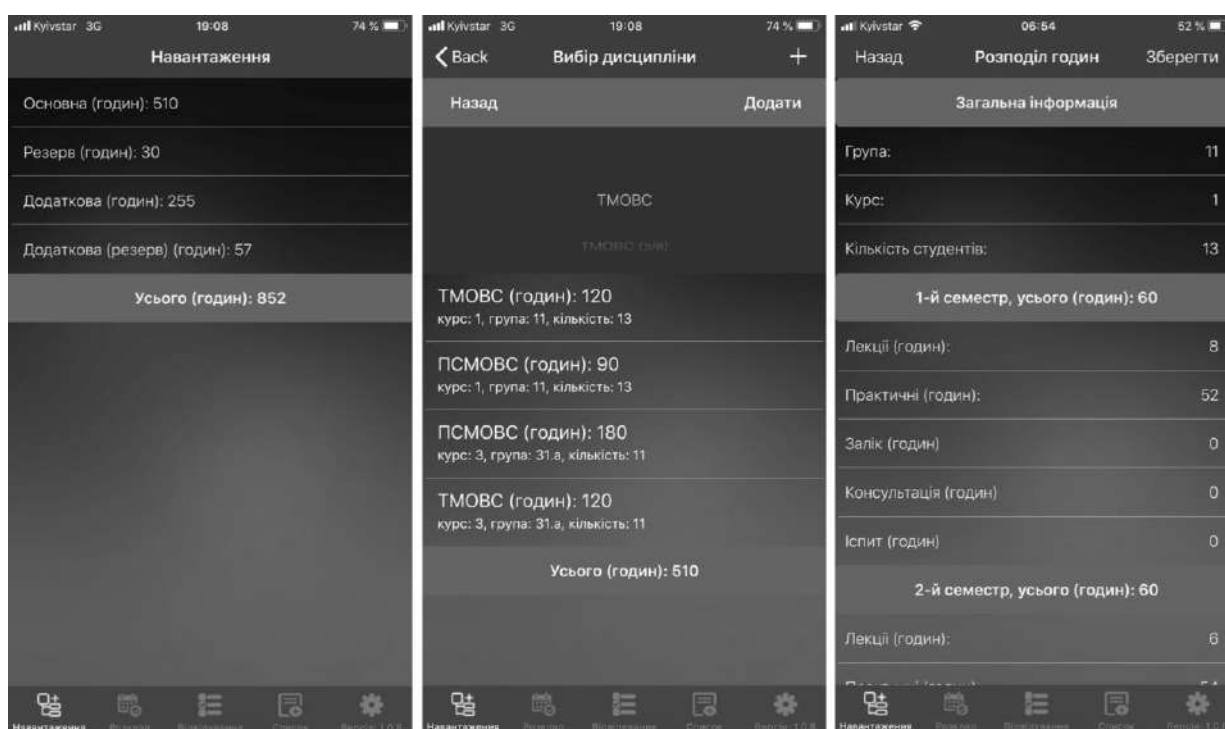 Kyivstar 3G 19:08 74 %
Навантаження
Основна (годин): 510
Резерв (годин): 30
Додаткова (годин): 255
Додаткова (резерв) (годин): 57
Усього (годин): 852
Навантаження
Kyivstar 3G 19:08 74 %
Back Вибір дисципліни +
Назад Додати
ТМОВС
ТМОВС
ТМОВС (годин): 120
курс: 1, група: 11, кількість: 13
ПСМОВС (годин): 90
курс: 1, група: 11, кількість: 13
ПСМОВС (годин): 180
курс: 3, група: 31.а, кількість: 11
ТМОВС (годин): 120
курс: 3, група: 31.а, кількість: 11
Усього (годин): 510
Навантаження
Kyivstar 06:54 52 %
Назад Розподіл годин Зберегти
Загальна інформація
Група: 11
Курс: 1
Кількість студентів: 13
1-й семестр, усього (годин): 60
Лекції (годин): 8
Практичні (годин): 52
Залік (годин) 0
Консультація (годин) 0
Іспит (годин) 0
2-й семестр, усього (годин): 60
Лекції (годин): 6
Навантаження